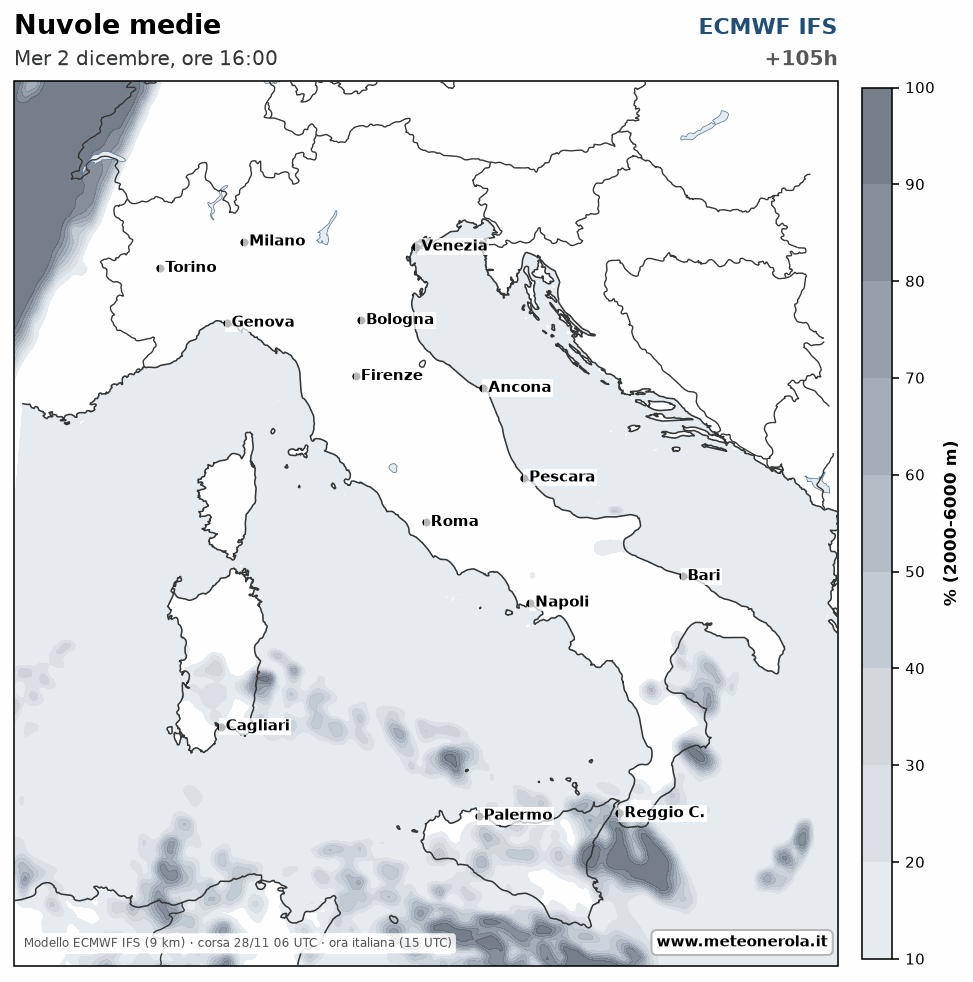 Nuvole medie
ECMWF IFS
Mer 2 dicembre, ore 16:00
+105h
Milano
Venezia
Torino
Genova
Bologna
Firenze
Ancona
Pescara
Roma
Bari
Napoli
Cagliari
Palermo
Reggio C.
Modello ECMWF IFS (9 km) · corsa 28/11 06 UTC · ora italiana (15 UTC)
www.meteonerola.it
100
90
80
70
60
50
40
30
20
10
% (2000-6000 m)